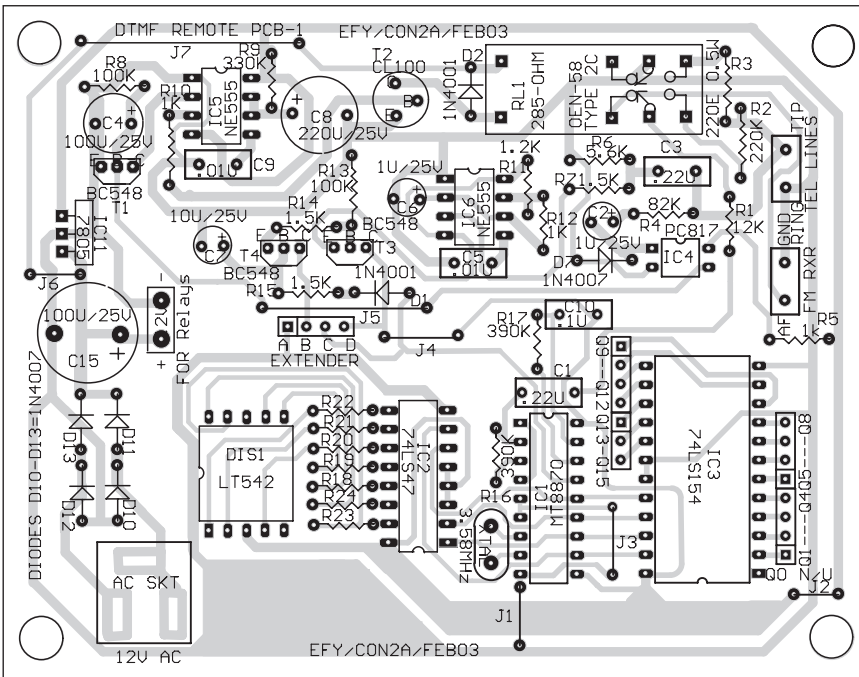 DTMF REMOTE PCB-1
EFY/CON2A/FEB03
J7
R8
100K
R9
330K
R10
1K
IC5
NE555
C4
100U/25V
C8
220U/25V
T2
CL100
C
B
E
D2
1N4001
RL1
285-OHM
OEN-58
TYPE 2C
220E 0.5W
R3
R2
220K
TIP
RING
TEL LINES
E B C
BC548
T1
.01U
C9
R13
100K
1U/25V
C6
IC6
NE555
1.2K
R11
R12
1K
R6
5.6K
R7
1.5K
C3
.22U
82K
R4
C2
1U/25V
R1
12K
PC817
IC4
D7
1N4007
GND
AF
FM RXR
R5
1K
IC11
7805
J6
10U/25V
C7
R14
1.5K
E B C
T4
BC548
BC548
E B C
T3
C5
.01U
R15
1.5K
1N4001
D1
J5
100U/25V
C15
-
12V
+
FOR Relays
A B C D
EXTENDER
J4
R17
390K
C10
.1U
C1
.22U
Q9--Q12
Q13-Q15
DIODES D10-D13=1N4007
D13
D11
D12
D10
DIS1
LT542
R22
R21
R20
R19
R18
R24
R23
IC2
74LS47
390K
R16
3.58MHz
XTAL
IC1
MT8870
J3
IC3
74LS154
Q5---Q8
Q1---Q4
Q0
N/U
J2
AC SKT
12V AC
J1
EFY/CON2A/FEB03